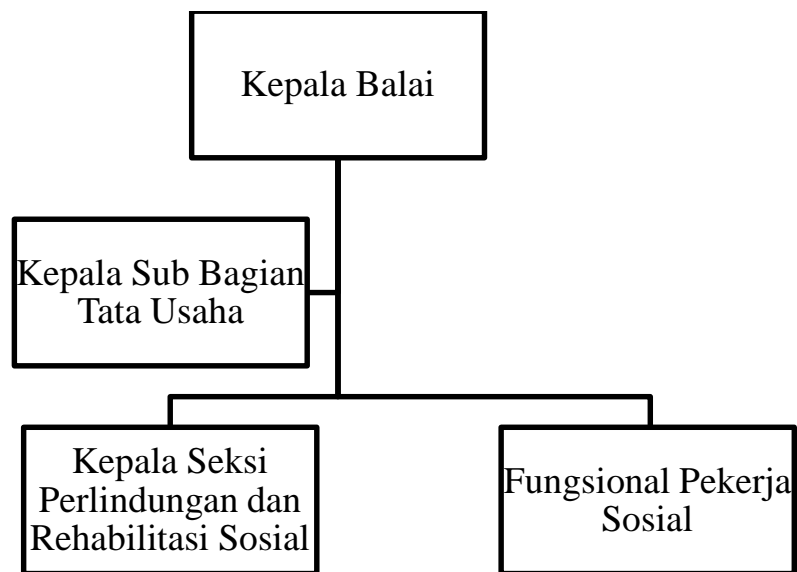 Kepala Balai
Kepala Sub Bagian
Tata Usaha
Kepala Seksi
Perlindungan dan
Rehabilitasi Sosial
Fungsional Pekerja
Sosial